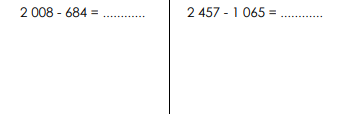 2 008 - 684 = ............
2 457 - 1 065 = ............